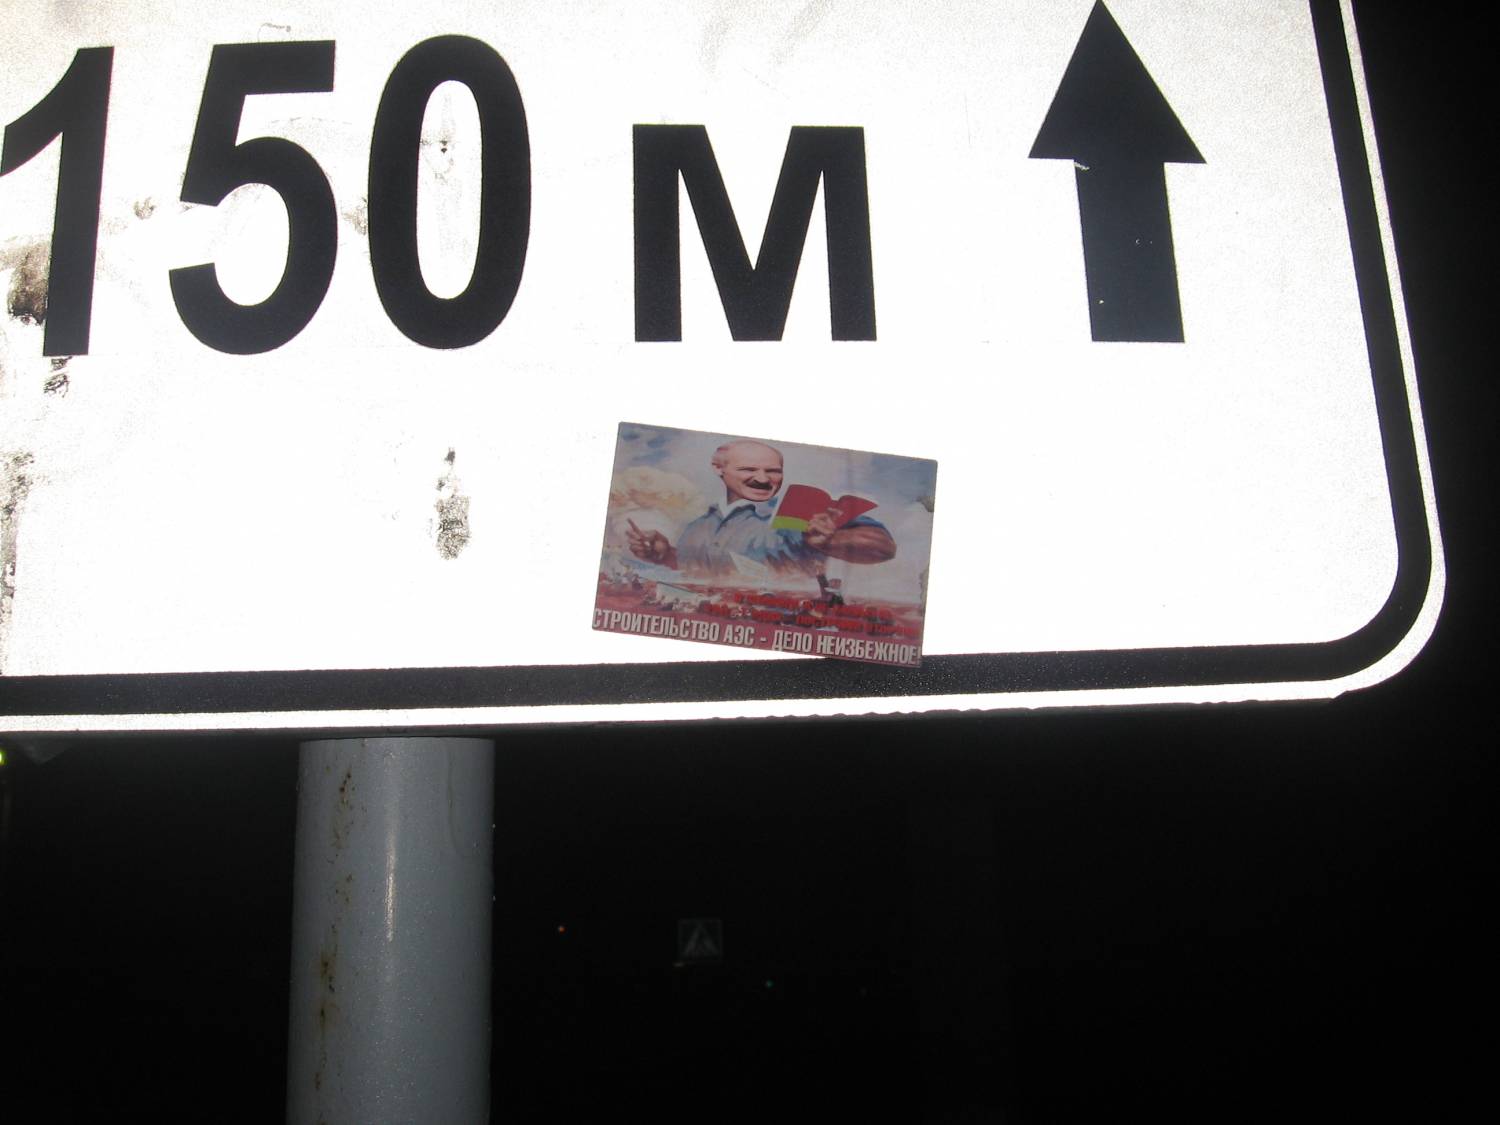 150 м
СТРОИТЕЛЬСТВО АЭС - ДЕЛО НЕИЗБЕЖНОЕ